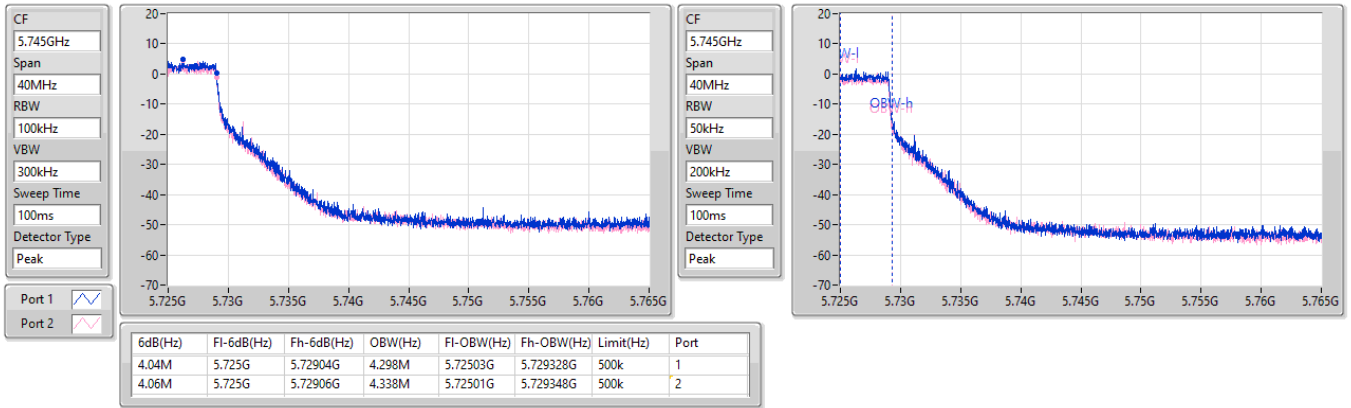 CF
5.745GHz
Span
40MHz
RBW
100kHz
VBW
300kHz
Sweep Time
100ms
Detector Type
Peak
Port 1
Port 2
20
10
0
-10
-20
-30
-40
-50
-60
-70
5.725G 5.73G 5.735G 5.74G 5.745G 5.75G 5.755G 5.76G 5.765G
CF
5.745GHz
Span
40MHz
RBW
50kHz
VBW
200kHz
Sweep Time
100ms
Detector Type
Peak
20
10
0
-10
-20
-30
-40
-50
-60
-70
W-l
OBW-h
5.725G 5.73G 5.735G 5.74G 5.745G 5.75G 5.755G 5.76G 5.765G
6dB(Hz) Fl-6dB(Hz) Fh-6dB(Hz) OBW(Hz) Fl-OBW(Hz) Fh-OBW(Hz) Limit(Hz) Port
4.04M 5.725G 5.72904G 4.298M 5.72503G 5.729328G 500k 1
4.06M 5.725G 5.72906G 4.338M 5.72501G 5.729348G 500k 2